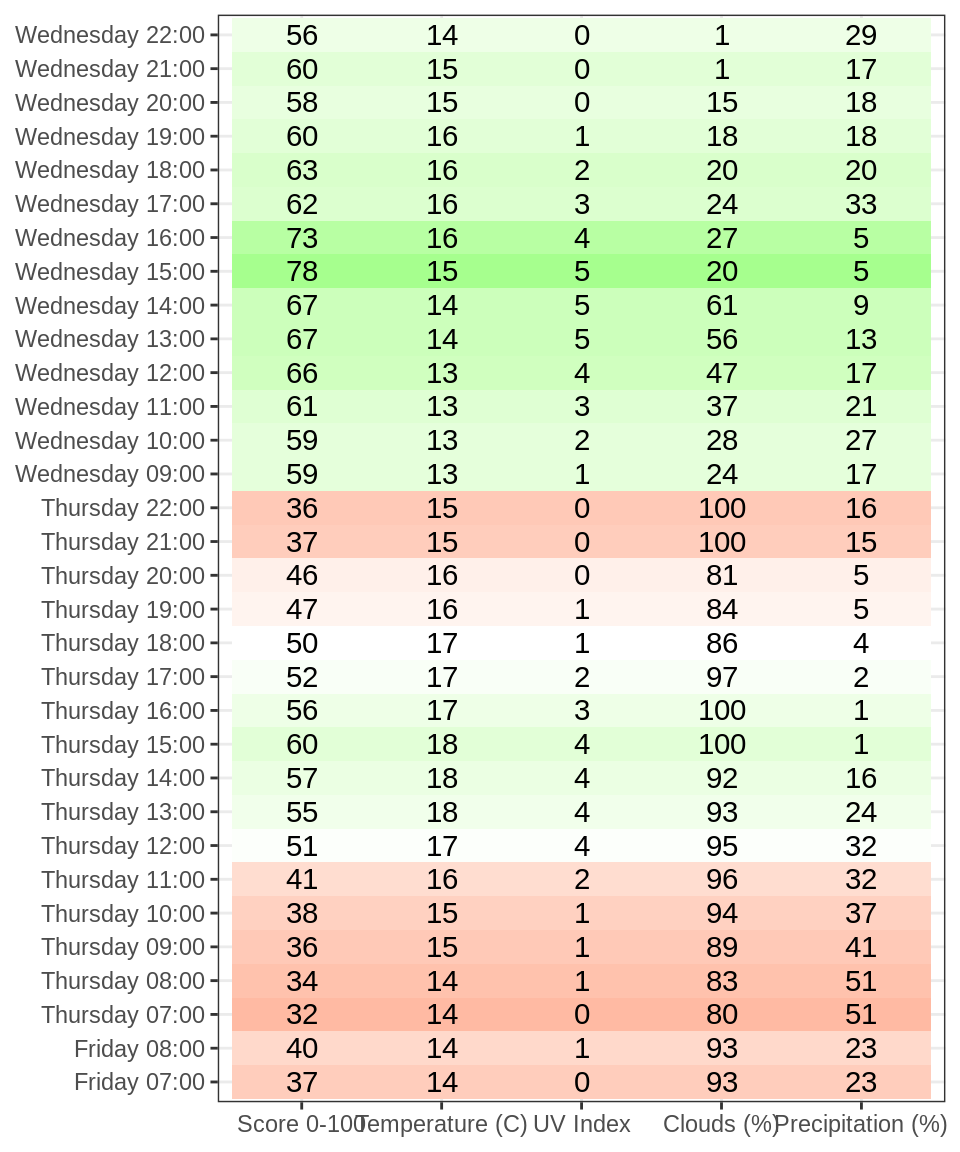 Wednesday 22:00 56 14 0 1 29
Wednesday 21:00 60 15 0 1 17
Wednesday 20:00 58 15 0 15 18
Wednesday 19:00 60 16 1 18 18
Wednesday 18:00 63 16 2 20 20
Wednesday 17:00 62 16 3 24 33
Wednesday 16:00 73 16 4 27 5
Wednesday 15:00 78 15 5 20 5
Wednesday 14:00 67 14 5 61 9
Wednesday 13:00 67 14 5 56 13
Wednesday 12:00 66 13 4 47 17
Wednesday 11:00 61 13 3 37 21
Wednesday 10:00 59 13 2 28 27
Wednesday 09:00 59 13 1 24 17
Thursday 22:00 36 15 0 100 16
Thursday 21:00 37 15 0 100 15
Thursday 20:00 46 16 0 81 5
Thursday 19:00 47 16 1 84 5
Thursday 18:00 50 17 1 86 4
Thursday 17:00 52 17 2 97 2
Thursday 16:00 56 17 3 100 1
Thursday 15:00 60 18 4 100 1
Thursday 14:00 57 18 4 92 16
Thursday 13:00 55 18 4 93 24
Thursday 12:00 51 17 4 95 32
Thursday 11:00 41 16 2 96 32
Thursday 10:00 38 15 1 94 37
Thursday 09:00 36 15 1 89 41
Thursday 08:00 34 14 1 83 51
Thursday 07:00 32 14 0 80 51
Friday 08:00 40 14 1 93 23
Friday 07:00 37 14 0 93 23
Score 0-100 Temperature (C) UV Index Clouds (%) Precipitation (%)